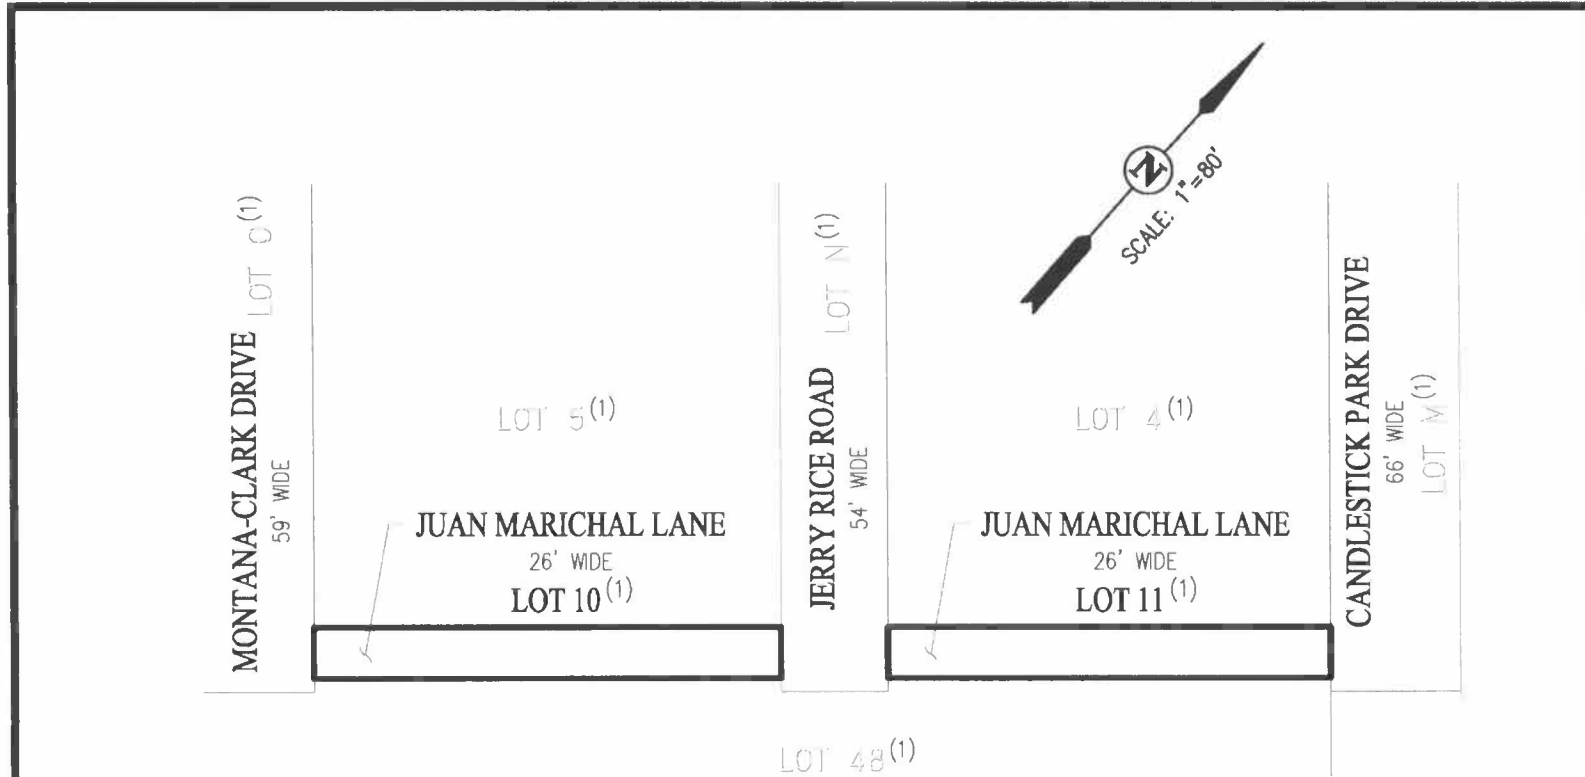 N
SCALE: 1"=80'
MONTANA-CLARK DRIVE
59' WIDE
LOT O(1)
LOT 5(1)
JUAN MARICHAL LANE
26' WIDE
LOT 10(1)
JERRY RICE ROAD
54' WIDE
LOT N(1)
LOT 4(1)
JUAN MARICHAL LANE
26' WIDE
LOT 11(1)
CANDLESTICK PARK DRIVE
66' WIDE
LOT M(1)
LOT 48(1)